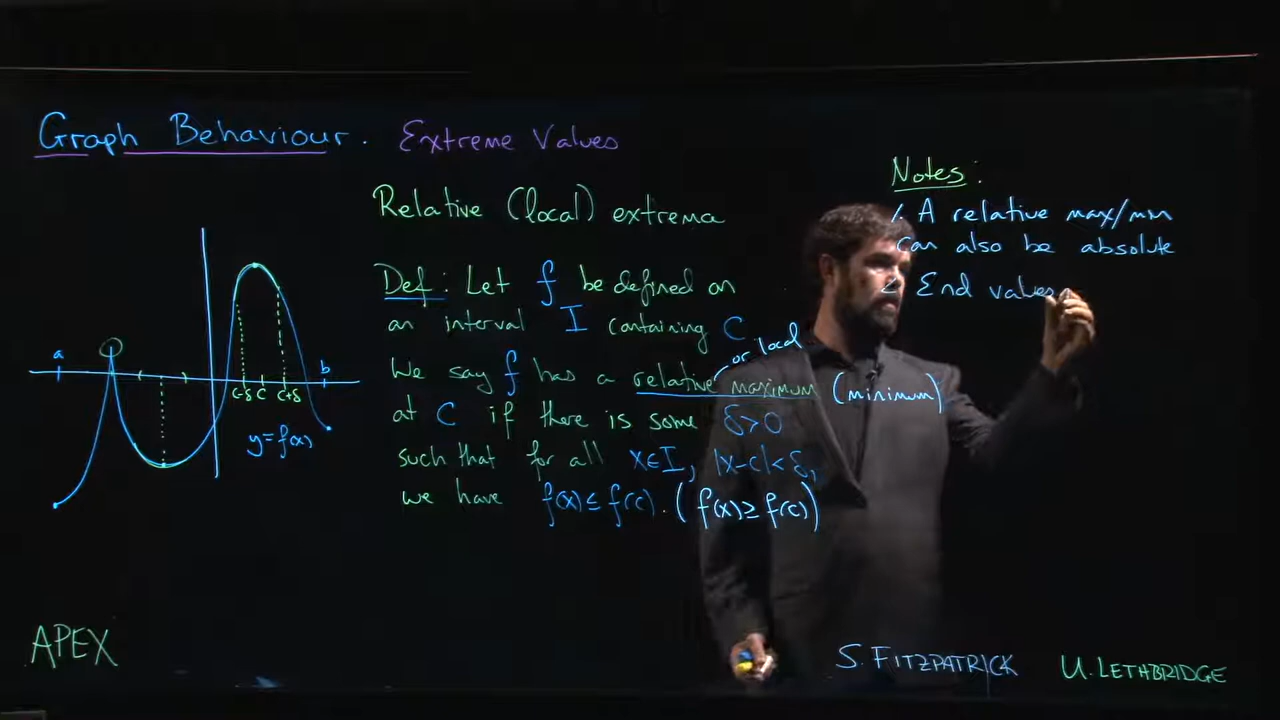 Graph Behaviour. Extreme Values
Relative (local) extrema
Def: Let f be defined on
an interval I containing C
or local
We say f has a relative maximum (minimum)
at C if there is some δ>0
such that for all x∈I, |x-c|<δ,
we have f(x)≤f(c). (f(x)≥f(c))
a
b
c-δ c c+δ
y=f(x)
Notes:
1. A relative max/min
can also be absolute
2. End values
APEX
S. FITZPATRICK
U. LETHBRIDGE